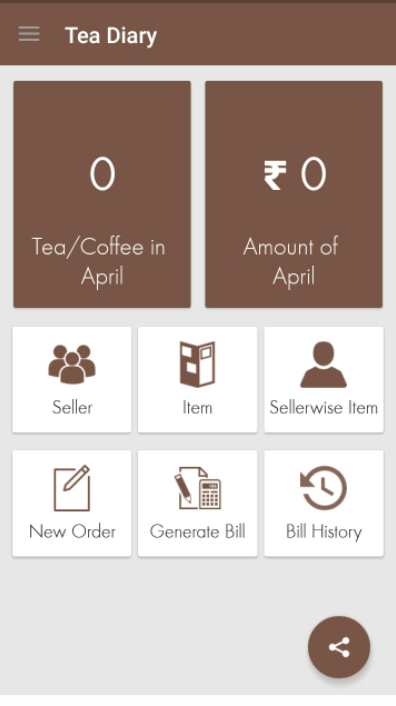 Tea Diary
0
₹ 0
Tea/Coffee in
April
Amount of
April
Seller
Item
Sellerwise Item
New Order
Generate Bill
Bill History